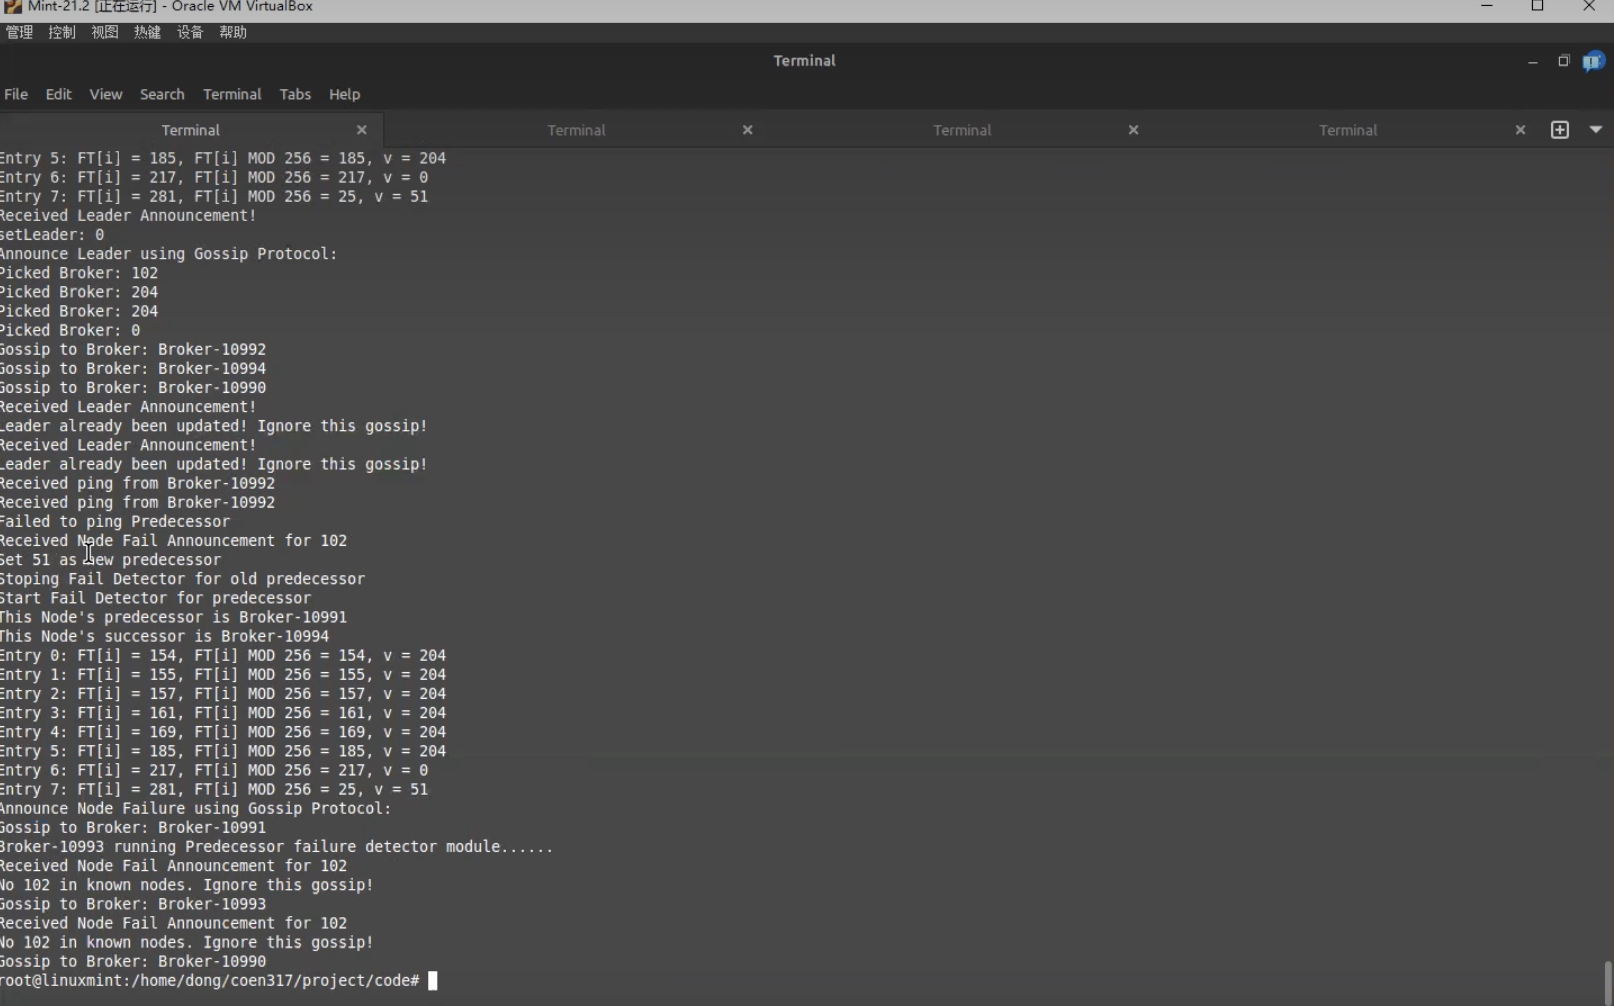 Mint-21.2 [正在运行] - Oracle VM VirtualBox
管理 控制 视图 热键 设备 帮助
Terminal
File Edit View Search Terminal Tabs Help
Terminal Terminal Terminal Terminal
Entry 5: FT[i] = 185, FT[i] MOD 256 = 185, v = 204
Entry 6: FT[i] = 217, FT[i] MOD 256 = 217, v = 0
Entry 7: FT[i] = 281, FT[i] MOD 256 = 25, v = 51
Received Leader Announcement!
setLeader: 0
Announce Leader using Gossip Protocol:
Picked Broker: 102
Picked Broker: 204
Picked Broker: 204
Picked Broker: 0
Gossip to Broker: Broker-10992
Gossip to Broker: Broker-10994
Gossip to Broker: Broker-10990
Received Leader Announcement!
Leader already been updated! Ignore this gossip!
Received Leader Announcement!
Leader already been updated! Ignore this gossip!
Received ping from Broker-10992
Received ping from Broker-10992
Failed to ping Predecessor
Received Node Fail Announcement for 102
Set 51 as new predecessor
Stoping Fail Detector for old predecessor
Start Fail Detector for predecessor
This Node's predecessor is Broker-10991
This Node's successor is Broker-10994
Entry 0: FT[i] = 154, FT[i] MOD 256 = 154, v = 204
Entry 1: FT[i] = 155, FT[i] MOD 256 = 155, v = 204
Entry 2: FT[i] = 157, FT[i] MOD 256 = 157, v = 204
Entry 3: FT[i] = 161, FT[i] MOD 256 = 161, v = 204
Entry 4: FT[i] = 169, FT[i] MOD 256 = 169, v = 204
Entry 5: FT[i] = 185, FT[i] MOD 256 = 185, v = 204
Entry 6: FT[i] = 217, FT[i] MOD 256 = 217, v = 0
Entry 7: FT[i] = 281, FT[i] MOD 256 = 25, v = 51
Announce Node Failure using Gossip Protocol:
Gossip to Broker: Broker-10991
Broker-10993 running Predecessor failure detector module......
Received Node Fail Announcement for 102
No 102 in known nodes. Ignore this gossip!
Gossip to Broker: Broker-10993
Received Node Fail Announcement for 102
No 102 in known nodes. Ignore this gossip!
Gossip to Broker: Broker-10990
root@linuxmint:/home/dong/coen317/project/code#